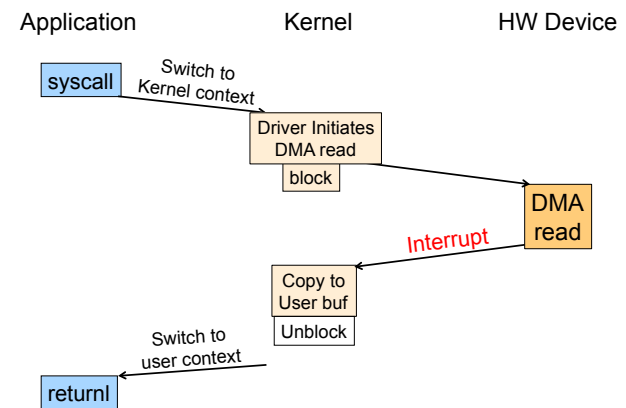 Application
Kernel
HW Device
syscall
Switch to
Kernel context
Driver Initiates
DMA read
block
DMA
read
Interrupt
Copy to
User buf
Unblock
Switch to
user context
returnl